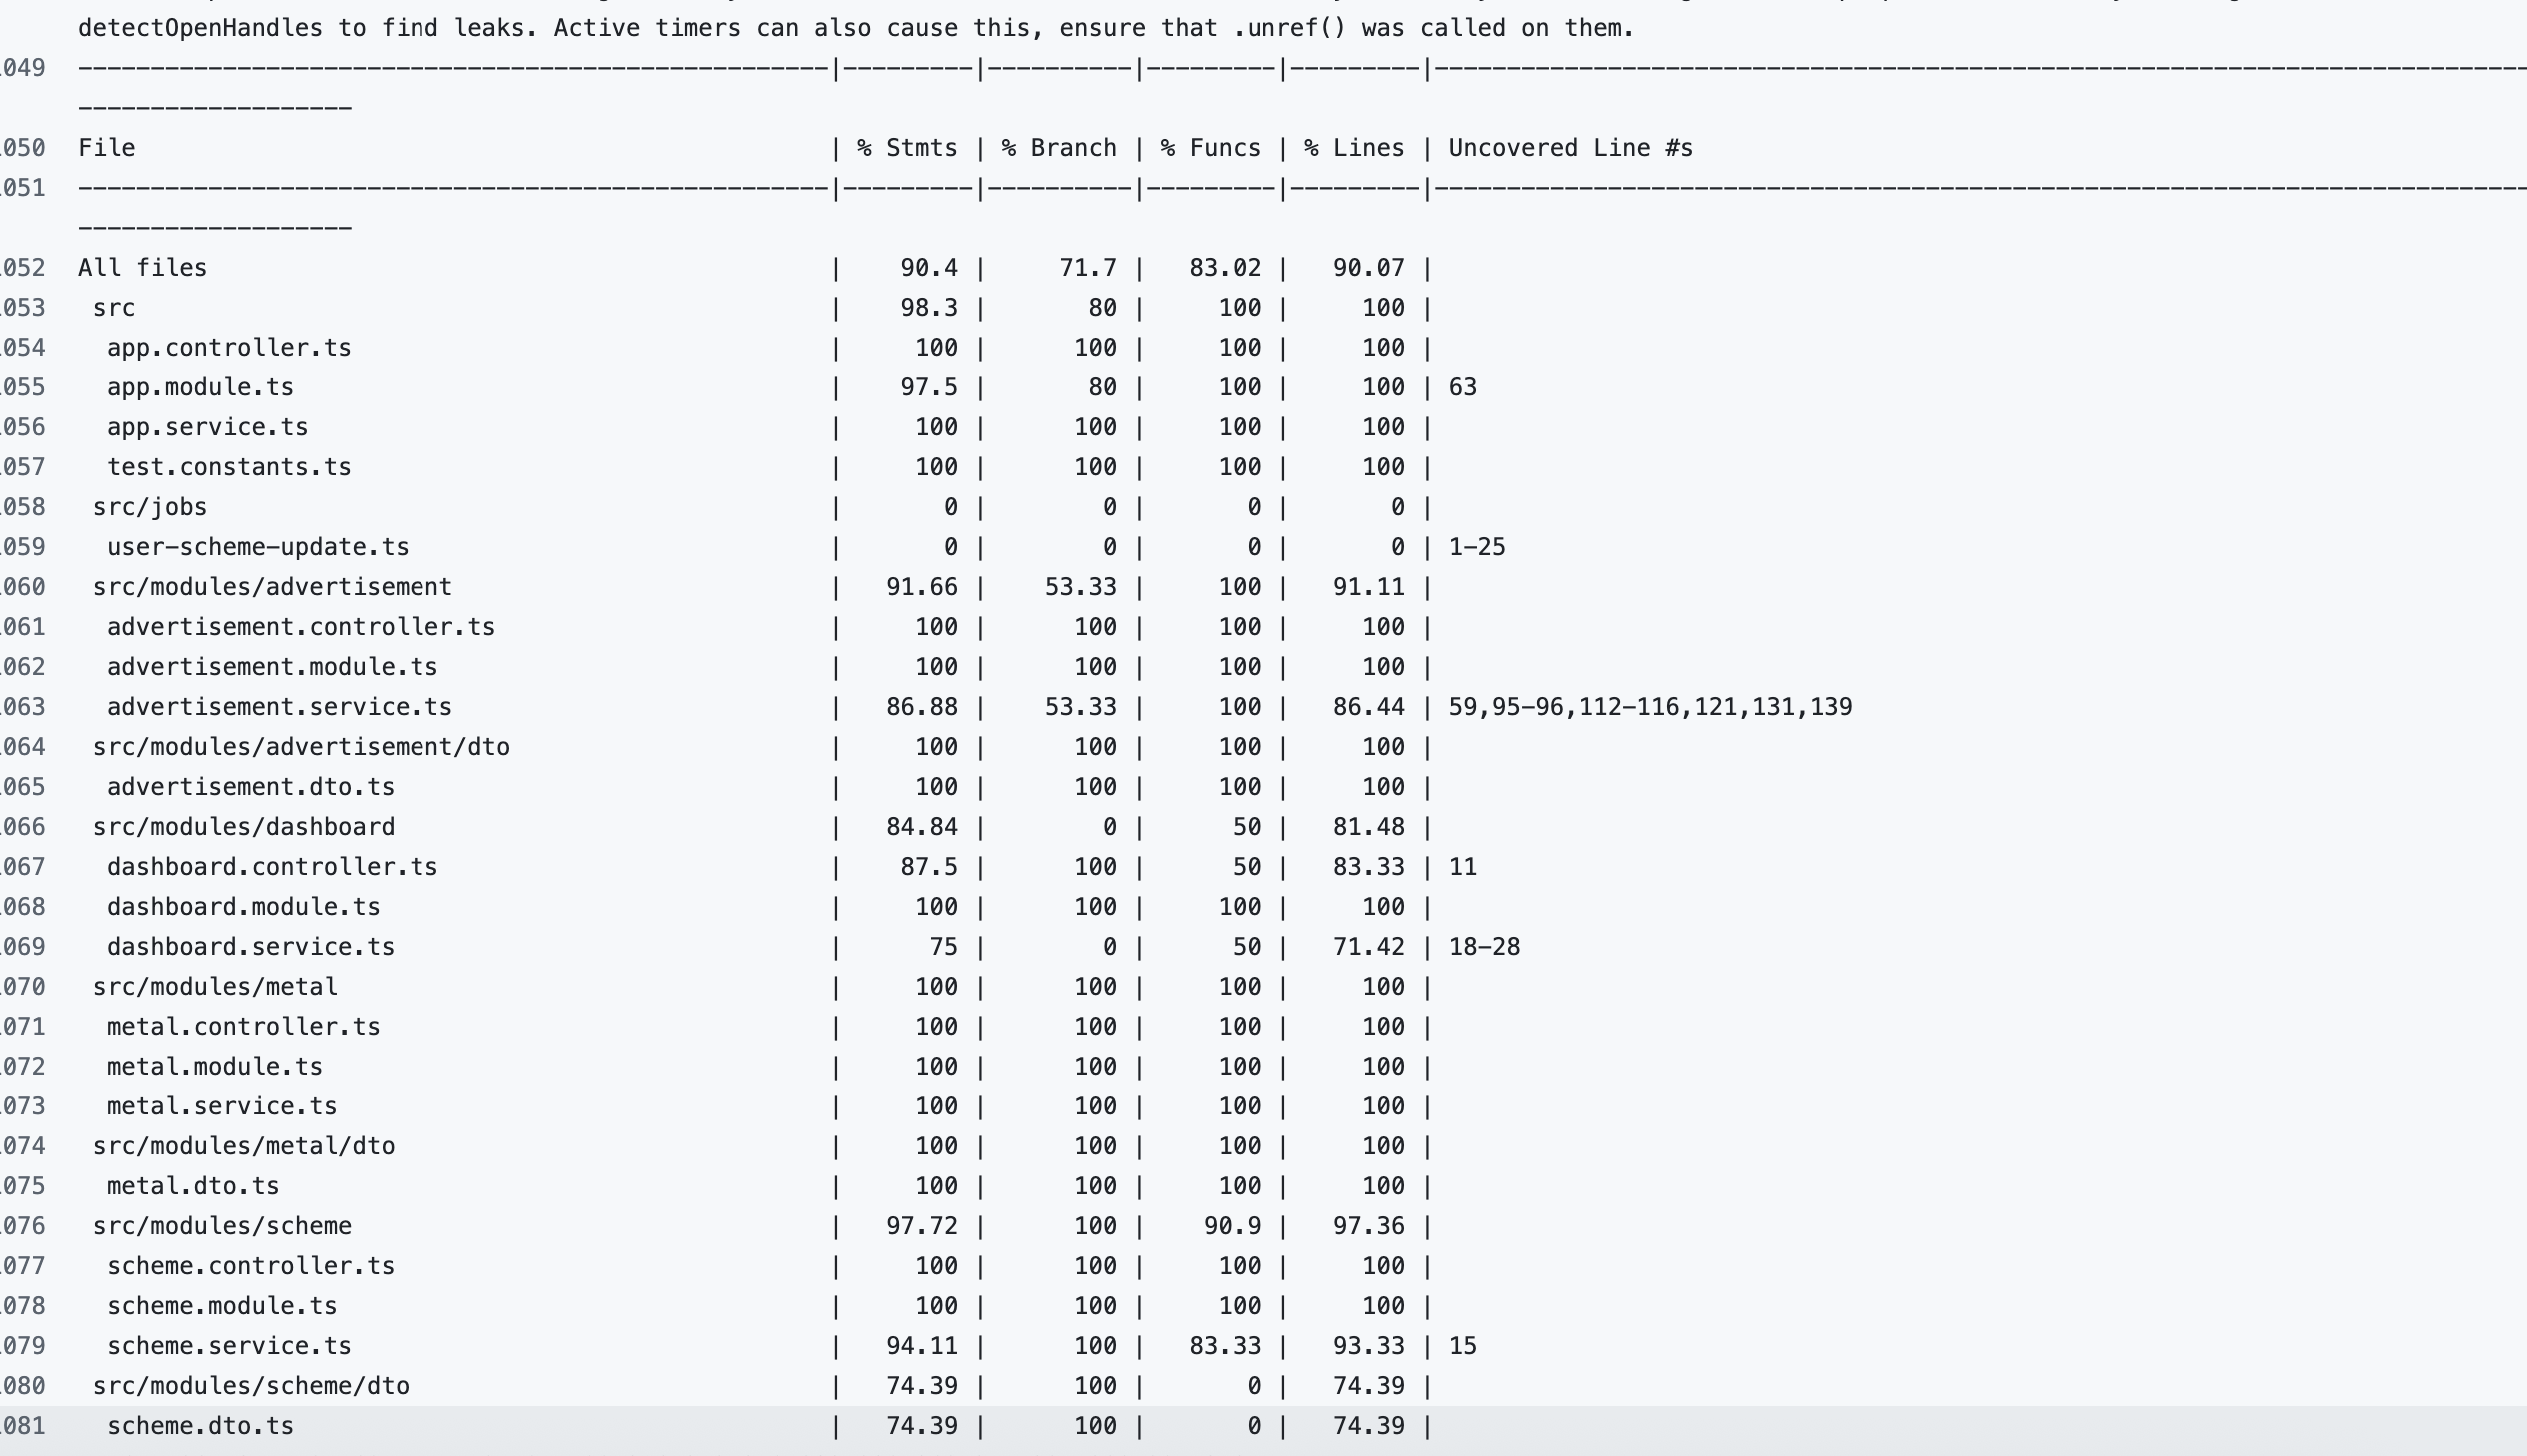 detectOpenHandles to find leaks. Active timers can also cause this, ensure that .unref() was called on them.
049 ----------------------------------------------------|---------|----------|---------|---------|----------------------------------------------------------------------------
-------------------
050 File | % Stmts | % Branch | % Funcs | % Lines | Uncovered Line #s
051 ----------------------------------------------------|---------|----------|---------|---------|----------------------------------------------------------------------------
-------------------
052 All files | 90.4 | 71.7 | 83.02 | 90.07 |
053 src | 98.3 | 80 | 100 | 100 |
054 app.controller.ts | 100 | 100 | 100 | 100 |
055 app.module.ts | 97.5 | 80 | 100 | 100 | 63
056 app.service.ts | 100 | 100 | 100 | 100 |
057 test.constants.ts | 100 | 100 | 100 | 100 |
058 src/jobs | 0 | 0 | 0 | 0 |
059 user-scheme-update.ts | 0 | 0 | 0 | 0 | 1-25
060 src/modules/advertisement | 91.66 | 53.33 | 100 | 91.11 |
061 advertisement.controller.ts | 100 | 100 | 100 | 100 |
062 advertisement.module.ts | 100 | 100 | 100 | 100 |
063 advertisement.service.ts | 86.88 | 53.33 | 100 | 86.44 | 59,95-96,112-116,121,131,139
064 src/modules/advertisement/dto | 100 | 100 | 100 | 100 |
065 advertisement.dto.ts | 100 | 100 | 100 | 100 |
066 src/modules/dashboard | 84.84 | 0 | 50 | 81.48 |
067 dashboard.controller.ts | 87.5 | 100 | 50 | 83.33 | 11
068 dashboard.module.ts | 100 | 100 | 100 | 100 |
069 dashboard.service.ts | 75 | 0 | 50 | 71.42 | 18-28
070 src/modules/metal | 100 | 100 | 100 | 100 |
071 metal.controller.ts | 100 | 100 | 100 | 100 |
072 metal.module.ts | 100 | 100 | 100 | 100 |
073 metal.service.ts | 100 | 100 | 100 | 100 |
074 src/modules/metal/dto | 100 | 100 | 100 | 100 |
075 metal.dto.ts | 100 | 100 | 100 | 100 |
076 src/modules/scheme | 97.72 | 100 | 90.9 | 97.36 |
077 scheme.controller.ts | 100 | 100 | 100 | 100 |
078 scheme.module.ts | 100 | 100 | 100 | 100 |
079 scheme.service.ts | 94.11 | 100 | 83.33 | 93.33 | 15
080 src/modules/scheme/dto | 74.39 | 100 | 0 | 74.39 |
081 scheme.dto.ts | 74.39 | 100 | 0 | 74.39 |